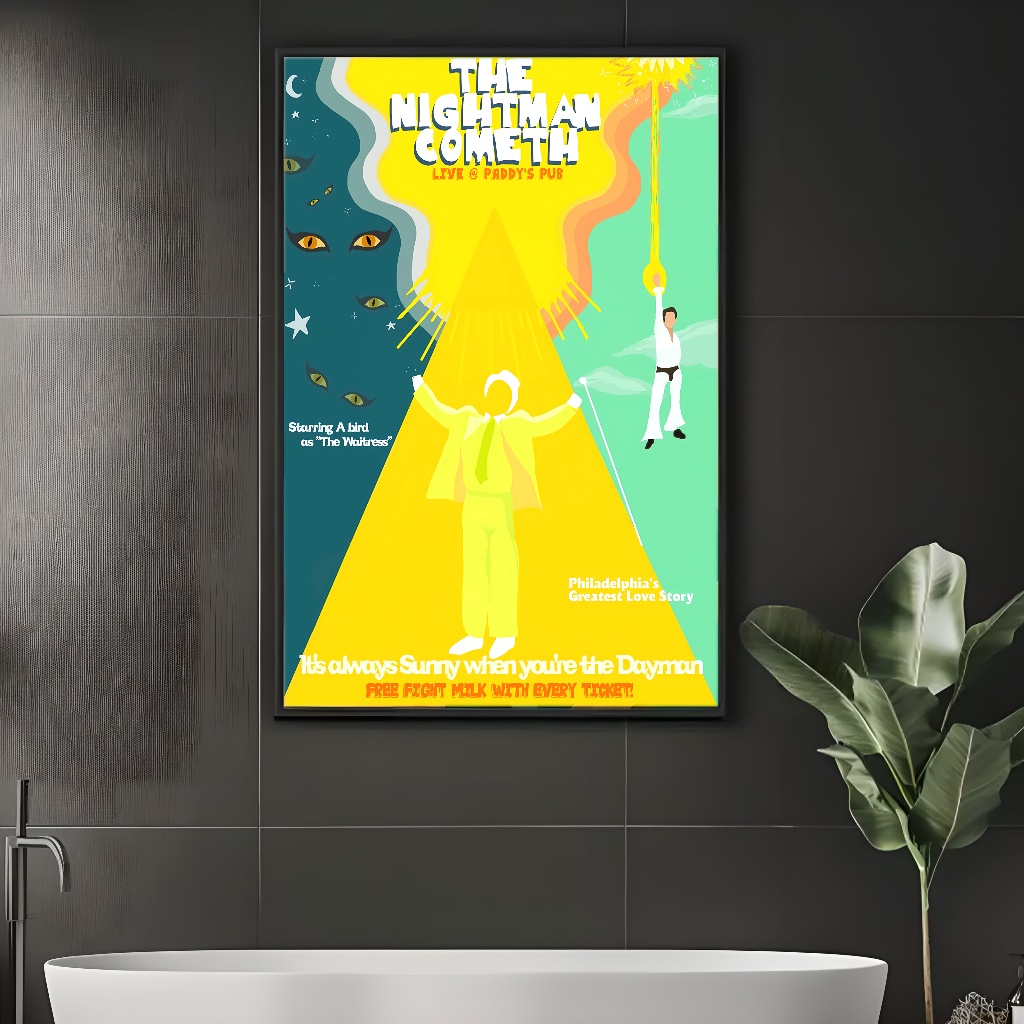 THE
NIGHTMAN
COMETH
LIVE @ PADDY'S PUB
Starring A bird
as "The Waitress"
Philadelphia's
Greatest Love Story
It's always Sunny when you're the Dayman
FREE FIGHT MILK WITH EVERY TICKET!